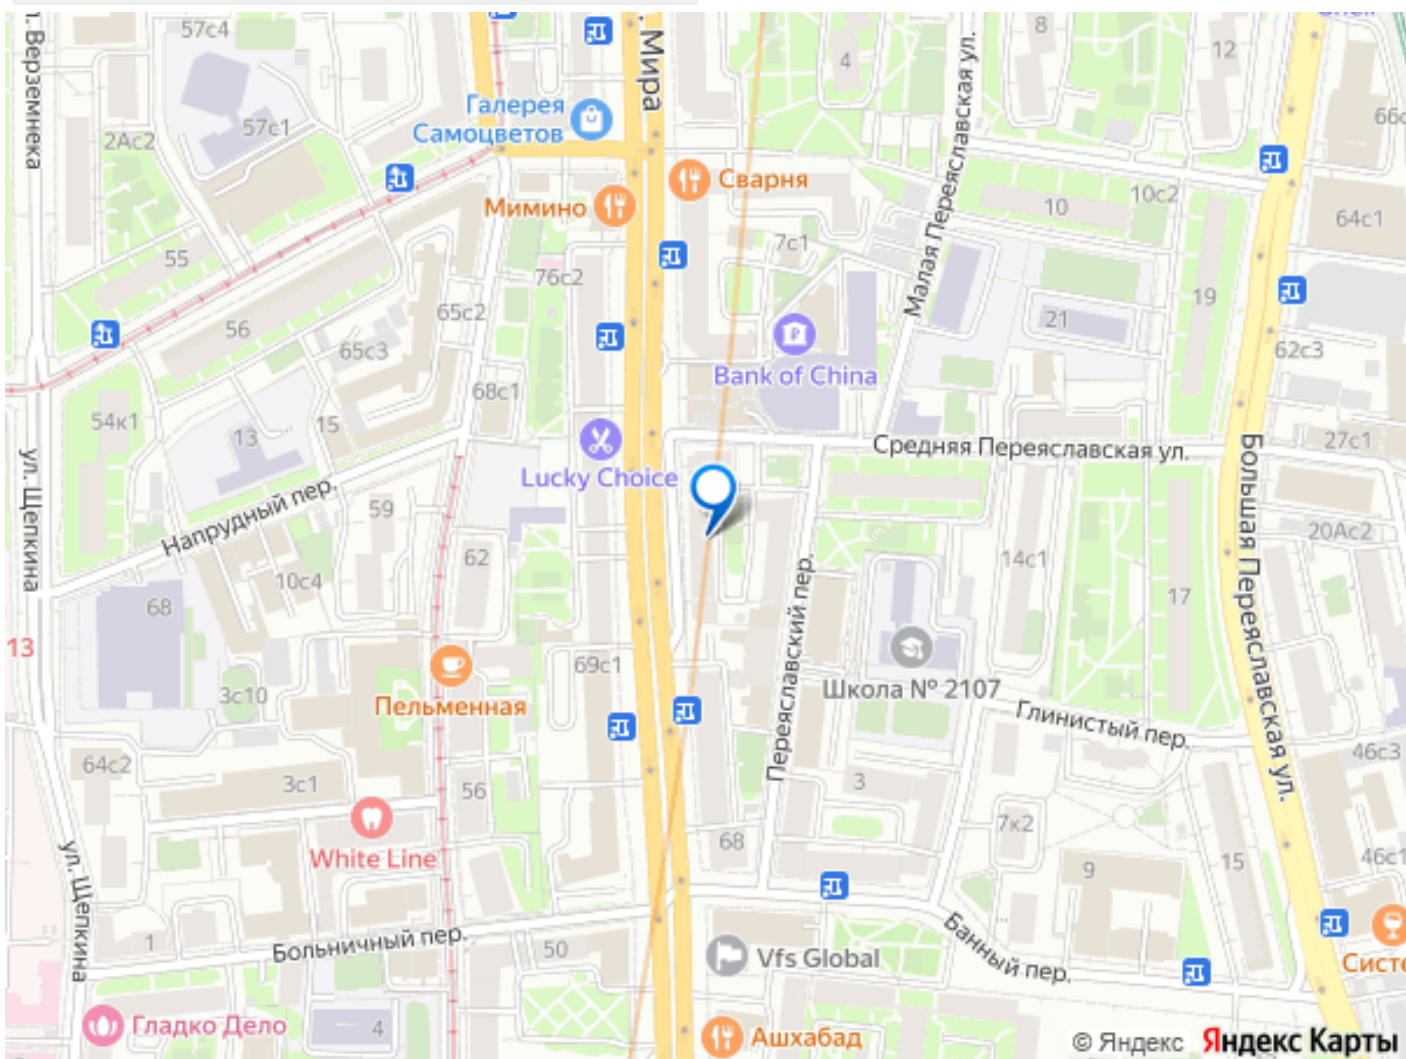 57с4
8
12
л. Верземнека
Мира
4
Малая Переяславская ул.
66с
Галерея
Самоцветов
57с1
2Ас2
Сварня
10с2
Мимино
10
64с1
7с1
55
76с2
19
65с2
21
56
65с3
62с3
Bank of China
68с1
54к1
15
13
27с1
Средняя Переяславская ул.
Lucky Choice
ул. Щепкина
Напрудный пер.
59
Большая Переяславская ул.
20Ас2
62
14с1
10с4
17
68
Переяславский пер.
13
69с1
3с10
Школа № 2107
Пельменная
Глинистый пер.
46с3
64с2
3с1
56
3
7к2
68
White Line
15
46с1
9
ул. Щепкина
1
Больничный пер.
50
Банный пер.
Vfs Global
Систе
Гладко Дело
4
Ашхабад
© Яндекс Яндекс Карты